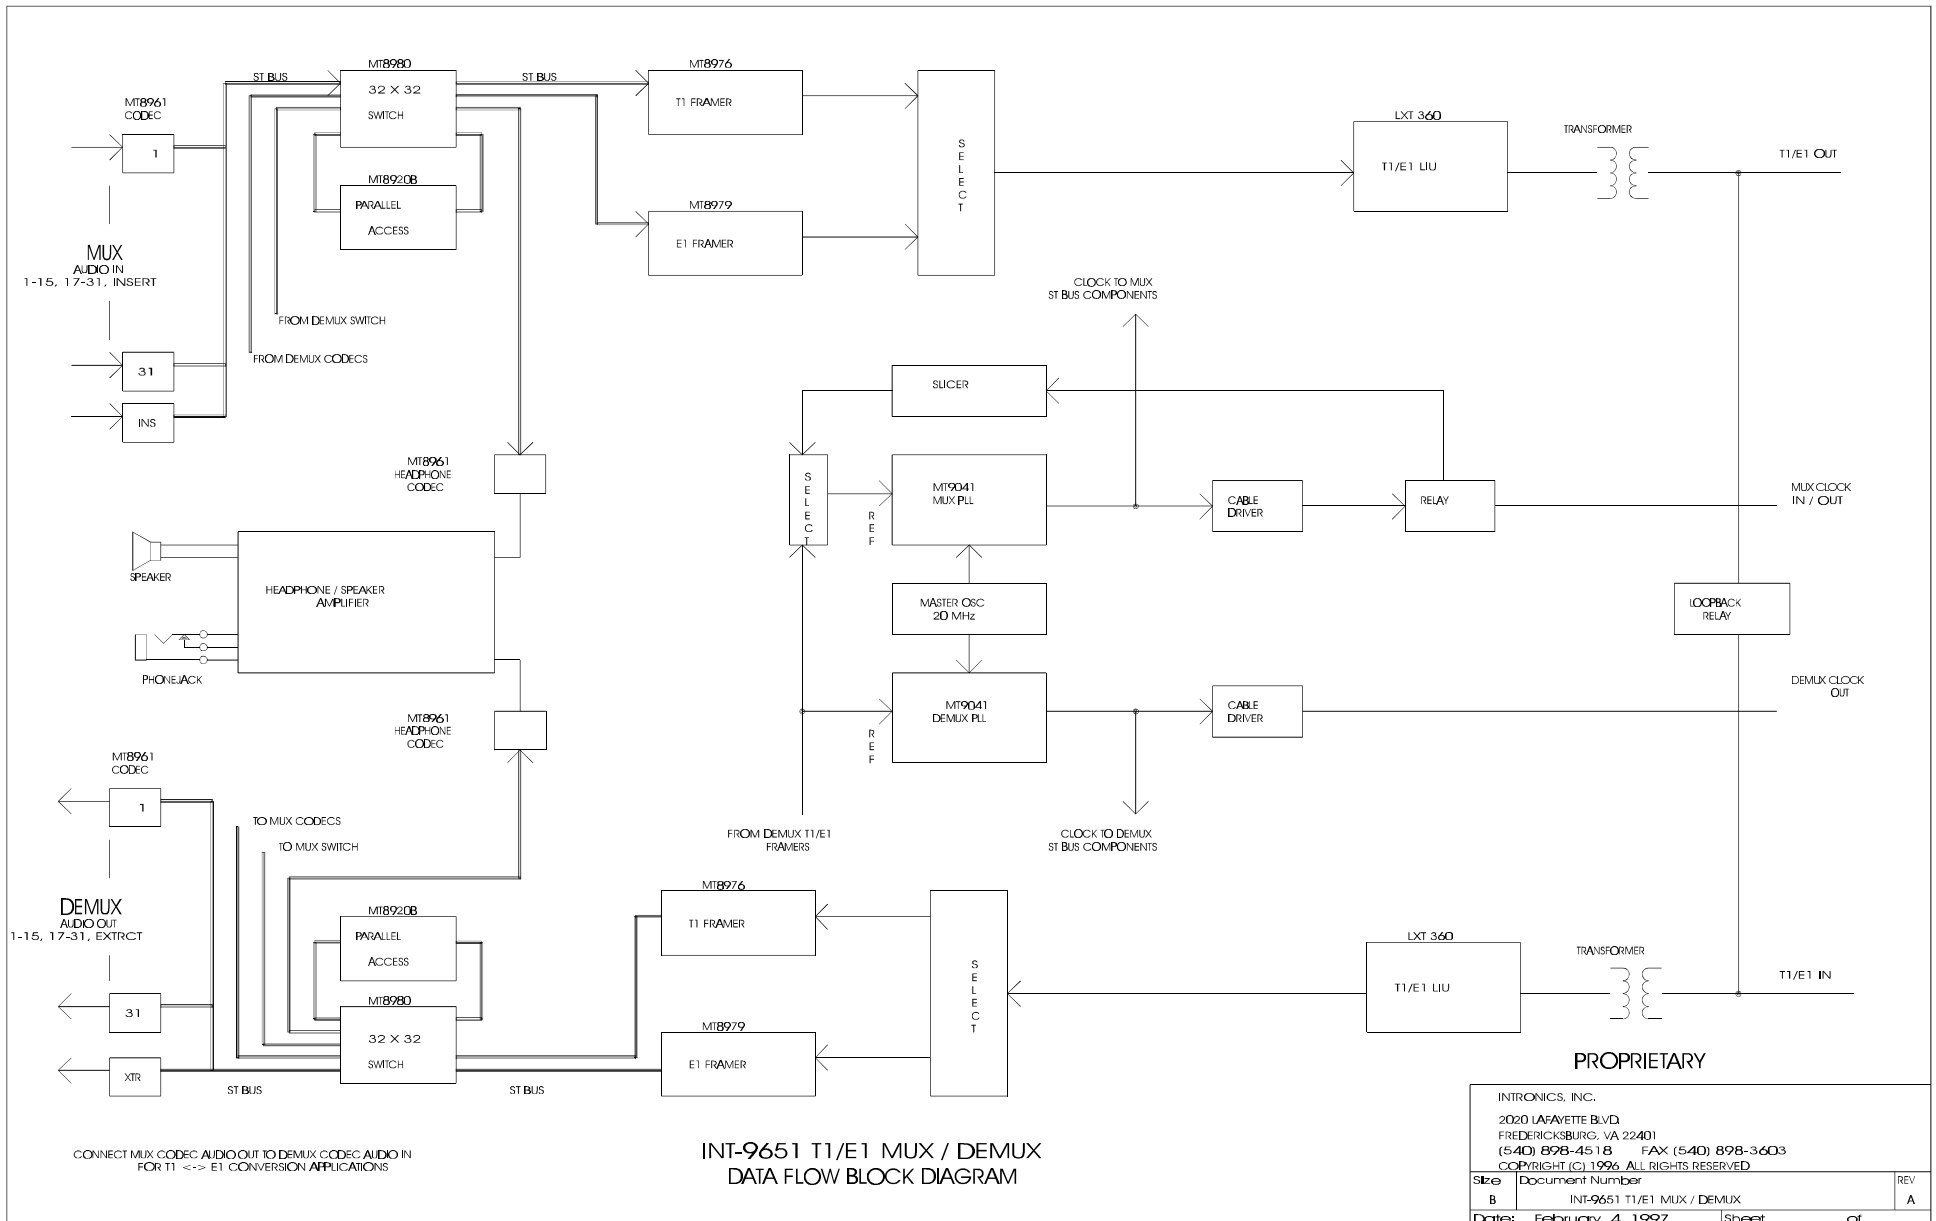 MT8980
MT8976
ST BUS
ST BUS
32 X 32
SWITCH
T1 FRAMER
MT8961
CODEC
1
LXT 360
TRANSFORMER
T1/E1 LIU
T1/E1 OUT
SELECT
MT8920B
PARALLEL
ACCESS
MT8979
E1 FRAMER
MUX
AUDIO IN
1-15, 17-31, INSERT
CLOCK TO MUX
ST BUS COMPONENTS
FROM DEMUX SWITCH
FROM DEMUX CODECS
31
INS
SLICER
MT8961
HEADPHONE
CODEC
SELECT
REF
MT9041
MUX PLL
CABLE
DRIVER
RELAY
MUX CLOCK
IN / OUT
SPEAKER
HEADPHONE / SPEAKER
AMPLIFIER
MASTER OSC
20 MHz
LOOPBACK
RELAY
PHONEJACK
MT8961
HEADPHONE
CODEC
REF
MT9041
DEMUX PLL
CABLE
DRIVER
DEMUX CLOCK
OUT
MT8961
CODEC
1
TO MUX CODECS
TO MUX SWITCH
FROM DEMUX T1/E1
FRAMERS
CLOCK TO DEMUX
ST BUS COMPONENTS
DEMUX
AUDIO OUT
1-15, 17-31, EXTRCT
MT8920B
PARALLEL
ACCESS
MT8976
T1 FRAMER
SELECT
LXT 360
T1/E1 LIU
TRANSFORMER
T1/E1 IN
31
XTR
ST BUS
MT8980
32 X 32
SWITCH
ST BUS
MT8979
E1 FRAMER
PROPRIETARY
CONNECT MUX CODEC AUDIO OUT TO DEMUX CODEC AUDIO IN
FOR T1 <-> E1 CONVERSION APPLICATIONS
INT-9651 T1/E1 MUX / DEMUX
DATA FLOW BLOCK DIAGRAM
INTRONICS, INC.
2020 LAFAYETTE BLVD.
FREDERICKSBURG, VA 22401
(540) 898-4518 FAX (540) 898-3603
COPYRIGHT (C) 1996 ALL RIGHTS RESERVED
Size Document Number REV
B INT-9651 T1/E1 MUX / DEMUX A
Date: February 4, 1997 Sheet of